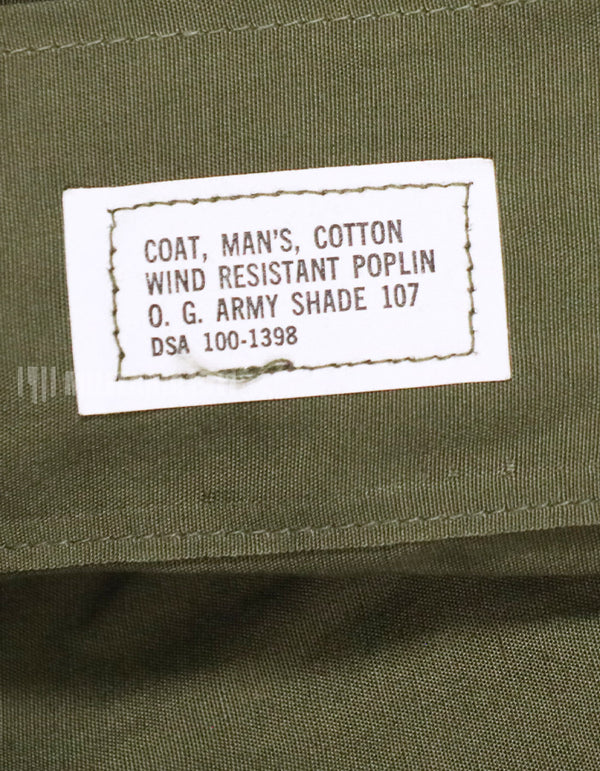 COAT, MAN'S, COTTON
WIND RESISTANT POPLIN
O. G. ARMY SHADE 107
DSA 100-1398